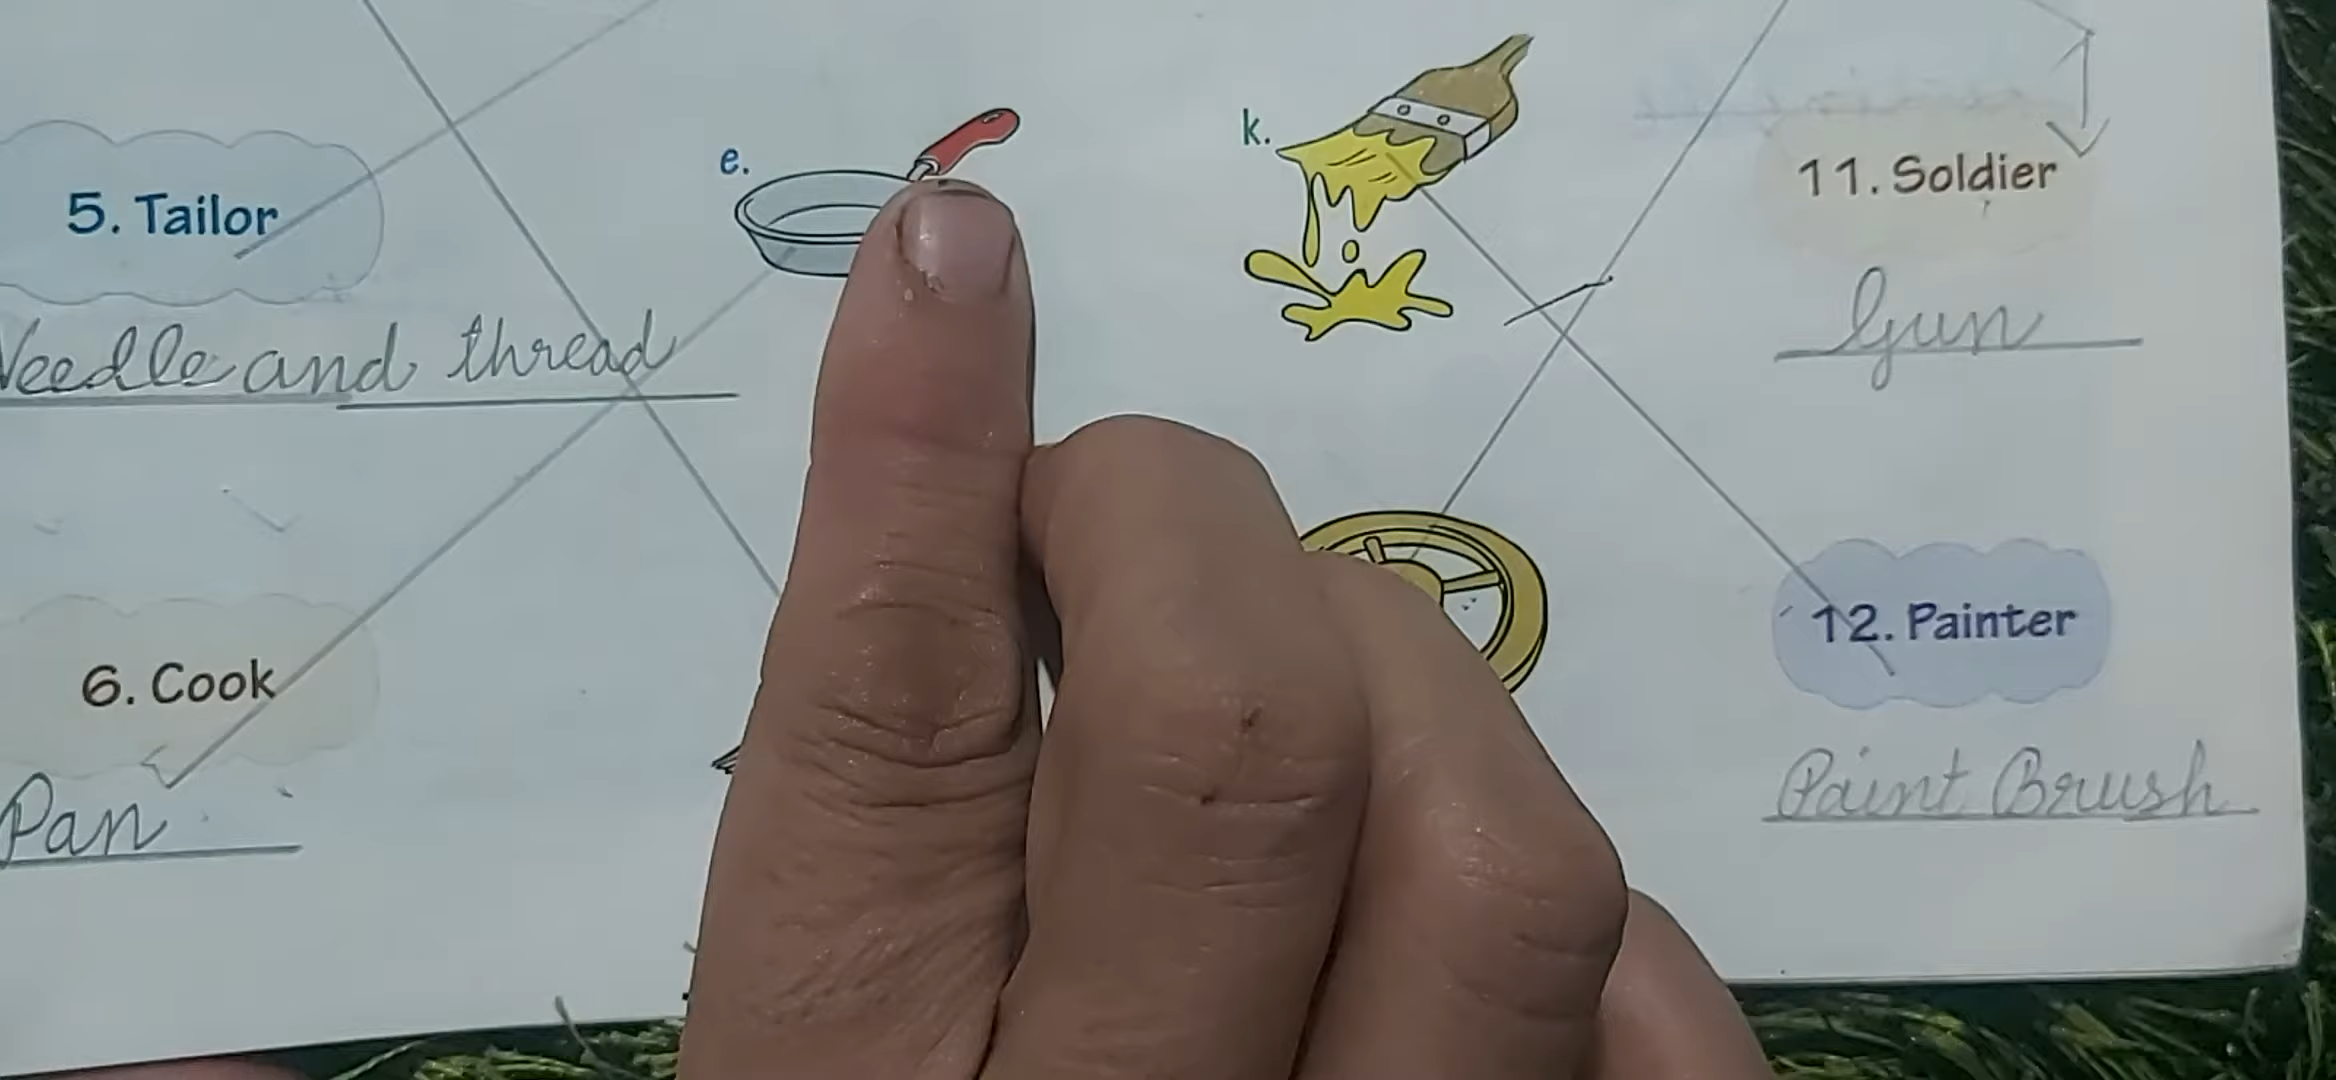 5. Tailor
Needle and thread
6. Cook
Pan
e.
k.
11. Soldier
Gun
12. Painter
Paint Brush